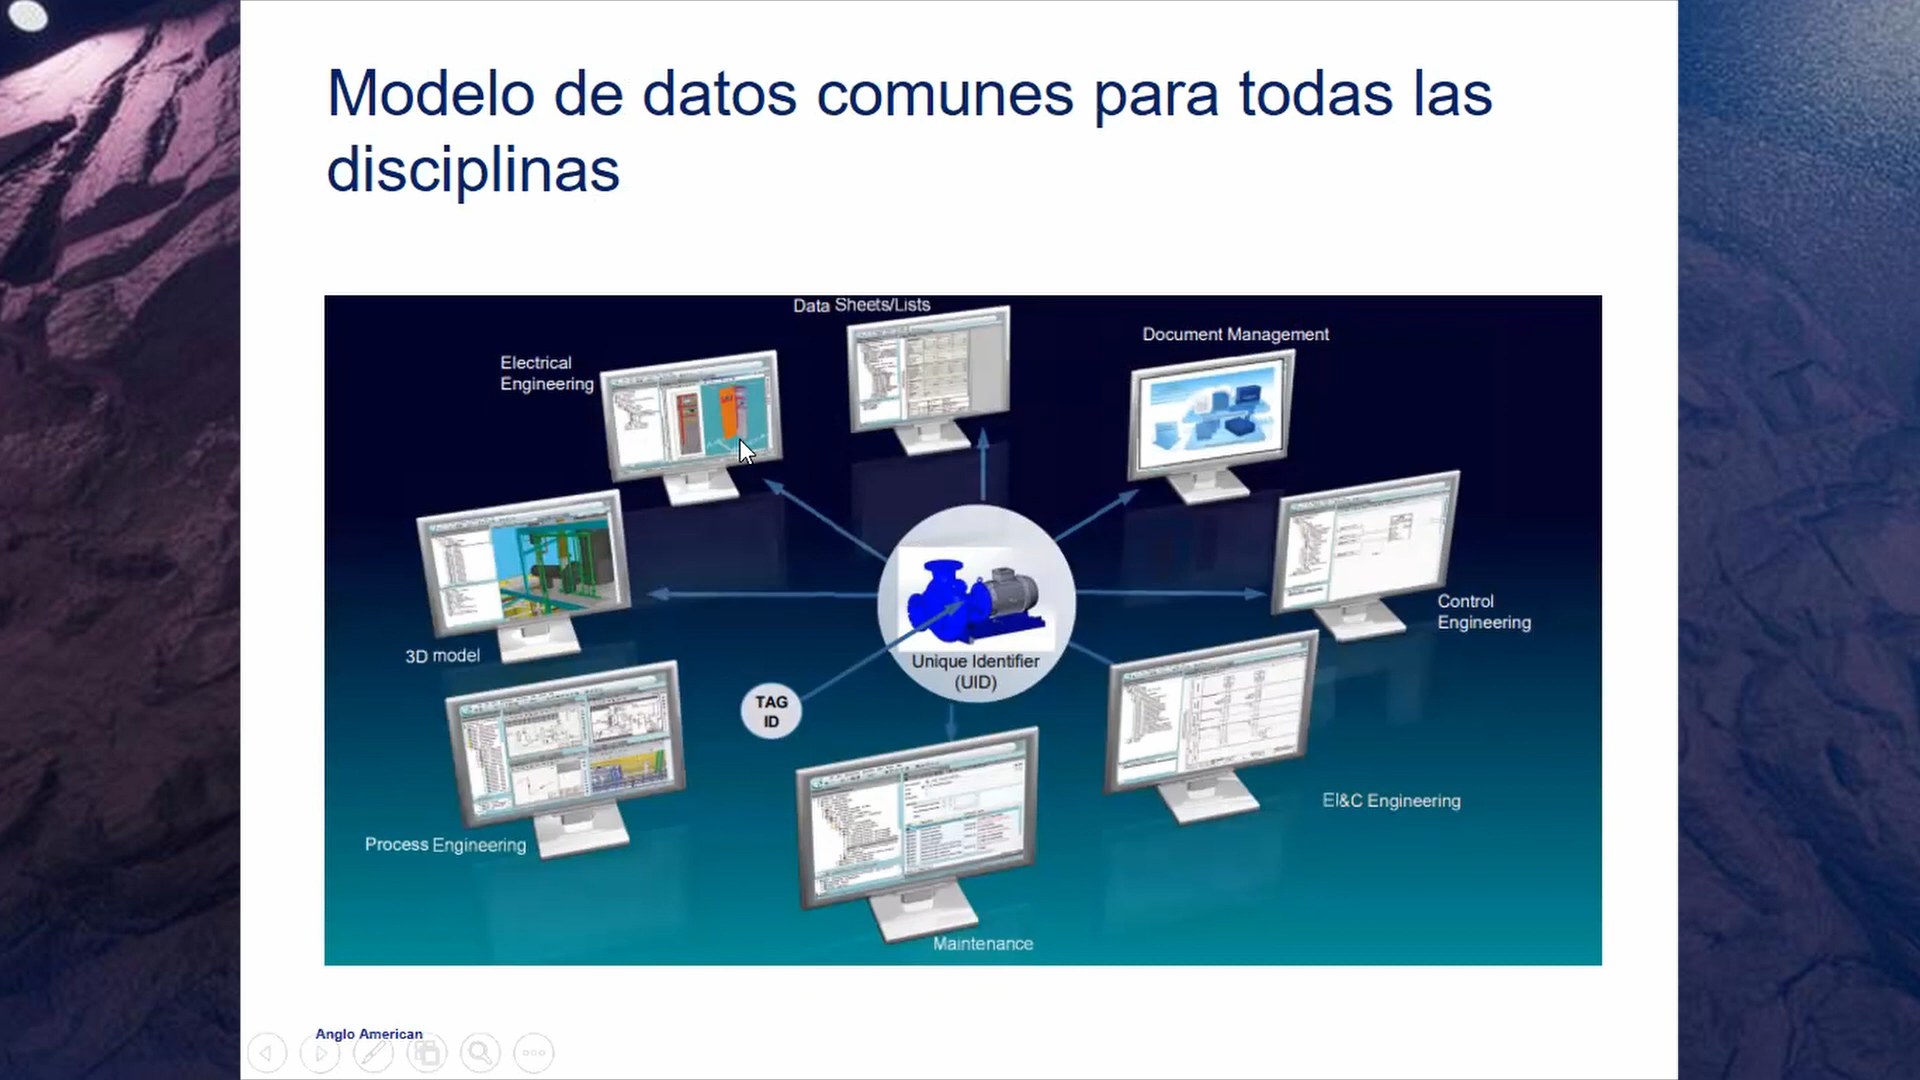 Modelo de datos comunes para todas las
disciplinas
Data Sheets/Lists
Document Management
Electrical
Engineering
Control
Engineering
3D model
Unique Identifier
(UID)
TAG
ID
EI&C Engineering
Process Engineering
Maintenance
Anglo American